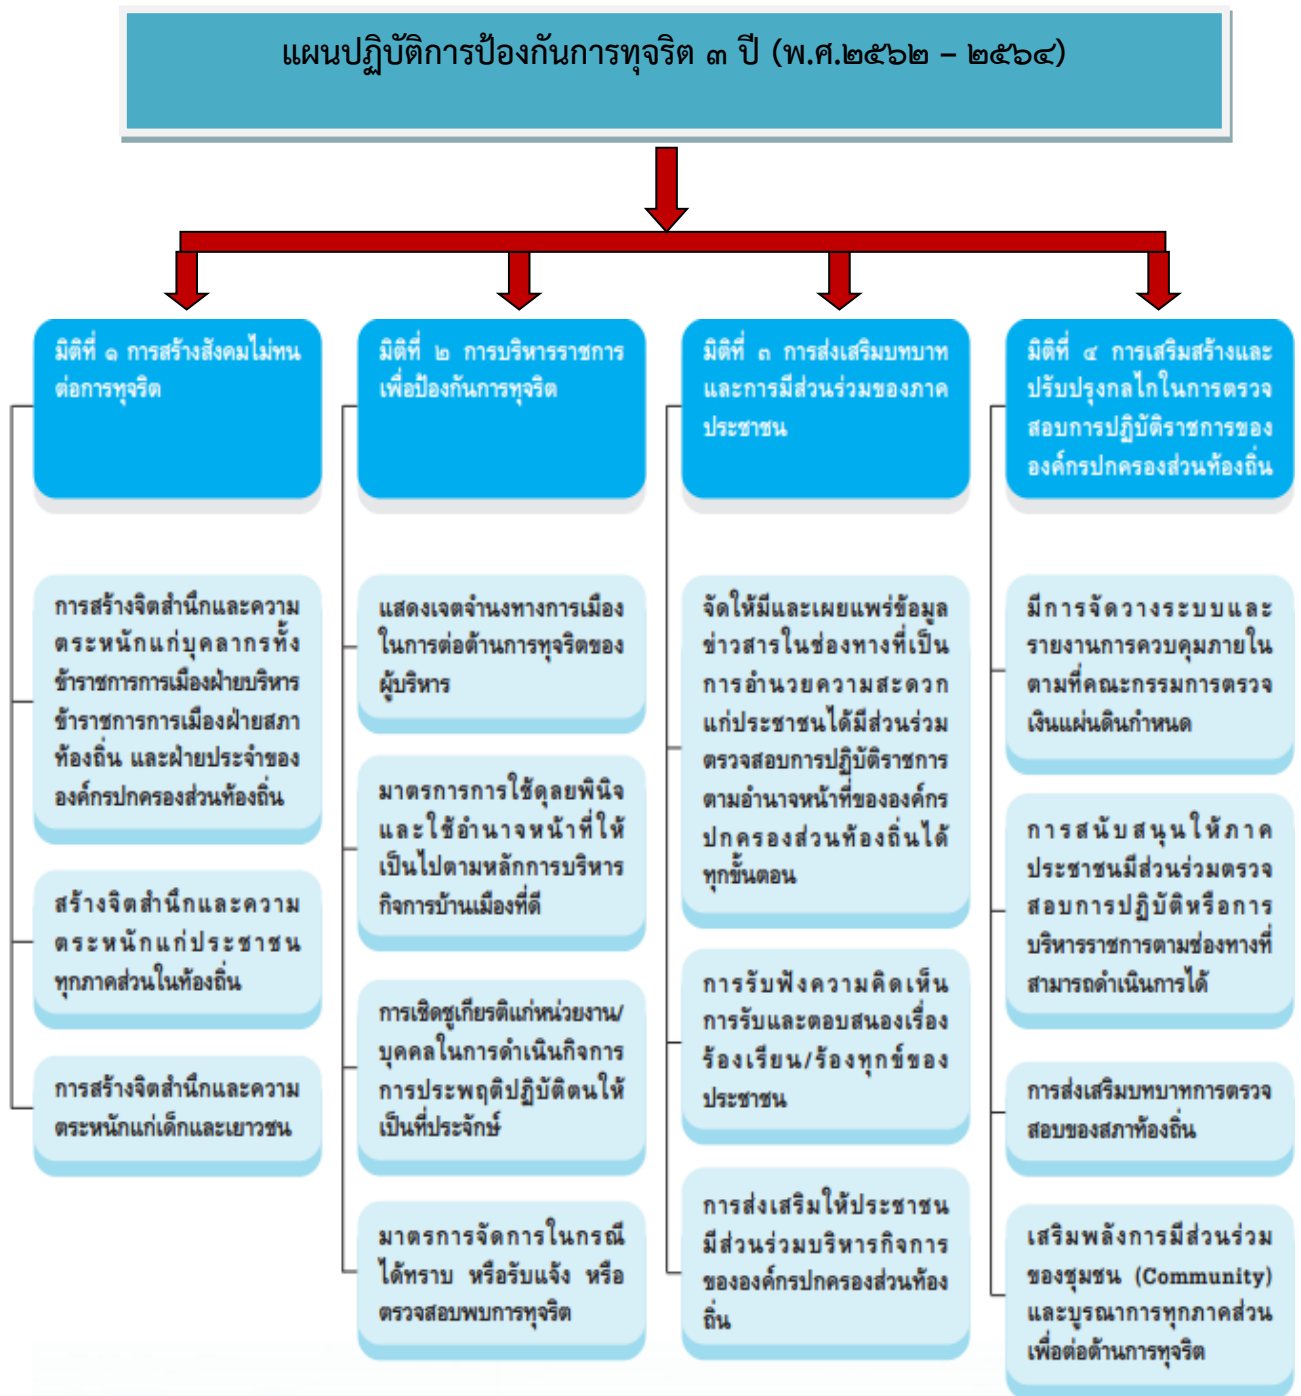 แผนปฏิบัติการป้องกันการทุจริต ๓ ปี (พ.ศ.๒๕๖๒ – ๒๕๖๔)
มิติที่ ๑ การสร้างสังคมไม่ทน
ต่อการทุจริต
การสร้างจิตสำนึกและความ
ตระหนักแก่บุคลากรทั้ง
ข้าราชการการเมืองฝ่ายบริหาร
ข้าราชการการเมืองฝ่ายสภา
ท้องถิ่น และฝ่ายประจำของ
องค์กรปกครองส่วนท้องถิ่น
สร้างจิตสำนึกและความ
ตระหนักแก่ประชาชน
ทุกภาคส่วนในท้องถิ่น
การสร้างจิตสำนึกและความ
ตระหนักแก่เด็กและเยาวชน
มิติที่ ๒ การบริหารราชการ
เพื่อป้องกันการทุจริต
แสดงเจตจำนงทางการเมือง
ในการต่อต้านการทุจริตของ
ผู้บริหาร
มาตรการการใช้ดุลยพินิจ
และใช้อำนาจหน้าที่ให้
เป็นไปตามหลักการบริหาร
กิจการบ้านเมืองที่ดี
การเชิดชูเกียรติแก่หน่วยงาน/
บุคคลในการดำเนินกิจการ
การประพฤติปฏิบัติตนให้
เป็นที่ประจักษ์
มาตรการจัดการในกรณี
ได้ทราบ หรือรับแจ้ง หรือ
ตรวจสอบพบการทุจริต
มิติที่ ๓ การส่งเสริมบทบาท
และการมีส่วนร่วมของภาค
ประชาชน
จัดให้มีและเผยแพร่ข้อมูล
ข่าวสารในช่องทางที่เป็น
การอำนวยความสะดวก
แก่ประชาชนได้มีส่วนร่วม
ตรวจสอบการปฏิบัติราชการ
ตามอำนาจหน้าที่ขององค์กร
ปกครองส่วนท้องถิ่นได้
ทุกขั้นตอน
การรับฟังความคิดเห็น
การรับและตอบสนองเรื่อง
ร้องเรียน/ร้องทุกข์ของ
ประชาชน
การส่งเสริมให้ประชาชน
มีส่วนร่วมบริหารกิจการ
ขององค์กรปกครองส่วนท้อง
ถิ่น
มิติที่ ๔ การเสริมสร้างและ
ปรับปรุงกลไกในการตรวจ
สอบการปฏิบัติราชการของ
องค์กรปกครองส่วนท้องถิ่น
มีการจัดวางระบบและ
รายงานการควบคุมภายใน
ตามที่คณะกรรมการตรวจ
เงินแผ่นดินกำหนด
การสนับสนุนให้ภาค
ประชาชนมีส่วนร่วมตรวจ
สอบการปฏิบัติหรือการ
บริหารราชการตามช่องทางที่
สามารถดำเนินการได้
การส่งเสริมบทบาทการตรวจ
สอบของสภาท้องถิ่น
เสริมพลังการมีส่วนร่วม
ของชุมชน (Community)
และบูรณาการทุกภาคส่วน
เพื่อต่อต้านการทุจริต